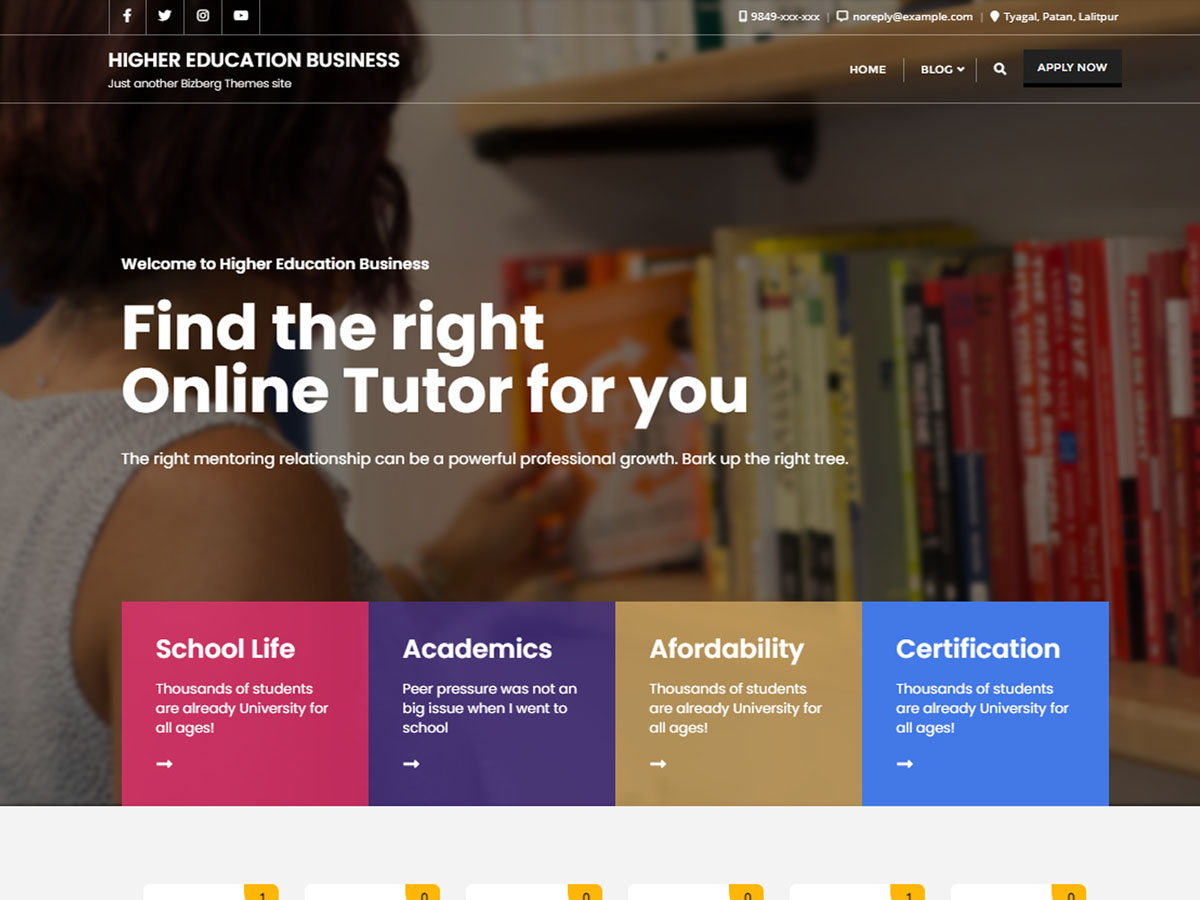 9849-xxx-xxx
noreply@example.com
Tyagal, Patan, Lalitpur
HIGHER EDUCATION BUSINESS
Just another Bizberg Themes site
HOME
BLOG
APPLY NOW
Welcome to Higher Education Business
Find the right
Online Tutor for you
The right mentoring relationship can be a powerful professional growth. Bark up the right tree.
School Life
Thousands of students
are already University for
all ages!
Academics
Peer pressure was not an
big issue when I went to
school
Afordability
Thousands of students
are already University for
all ages!
Certification
Thousands of students
are already University for
all ages!
1
0
0
0
1
0